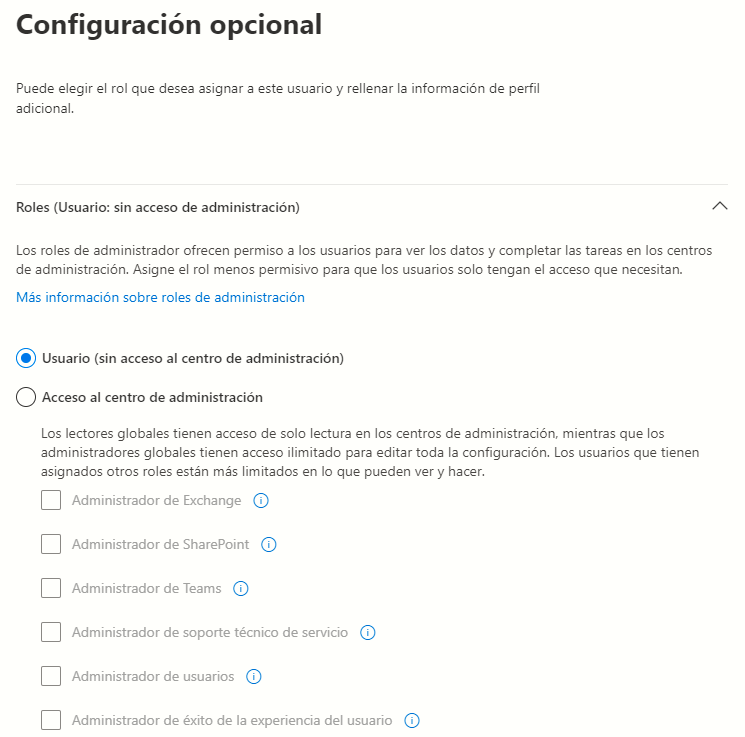 Configuración opcional
Puede elegir el rol que desea asignar a este usuario y rellenar la información de perfil
adicional.
Roles (Usuario: sin acceso de administración)
Los roles de administrador ofrecen permiso a los usuarios para ver los datos y completar las tareas en los centros
de administración. Asigne el rol menos permisivo para que los usuarios solo tengan el acceso que necesitan.
Más información sobre roles de administración
Usuario (sin acceso al centro de administración)
Acceso al centro de administración
Los lectores globales tienen acceso de solo lectura en los centros de administración, mientras que los
administradores globales tienen acceso ilimitado para editar toda la configuración. Los usuarios que tienen
asignados otros roles están más limitados en lo que pueden ver y hacer.
Administrador de Exchange
Administrador de SharePoint
Administrador de Teams
Administrador de soporte técnico de servicio
Administrador de usuarios
Administrador de éxito de la experiencia del usuario